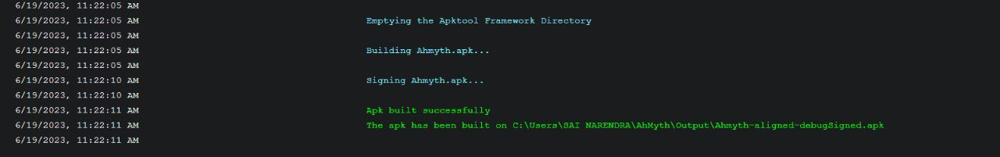 6/19/2023, 11:22:05 AM
6/19/2023, 11:22:05 AM Emptying the Apktool Framework Directory
6/19/2023, 11:22:05 AM
6/19/2023, 11:22:05 AM Building Ahmyth.apk...
6/19/2023, 11:22:05 AM
6/19/2023, 11:22:10 AM Signing Ahmyth.apk...
6/19/2023, 11:22:10 AM
6/19/2023, 11:22:11 AM Apk built successfully
6/19/2023, 11:22:11 AM The apk has been built on C:\Users\SAI NARENDRA\AhMyth\Output\Ahmyth-aligned-debugSigned.apk
6/19/2023, 11:22:11 AM